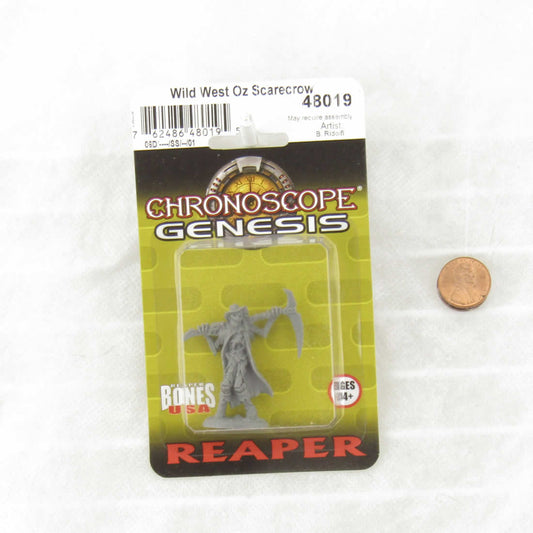 Wild West Oz Scarecrow
48019
May require assembly
Artist:
B. Ridolfi
7 62486 48019
CHRONOSCOPE®
GENESIS
REAPER
BONES
USA
AGES
14+
REAPER